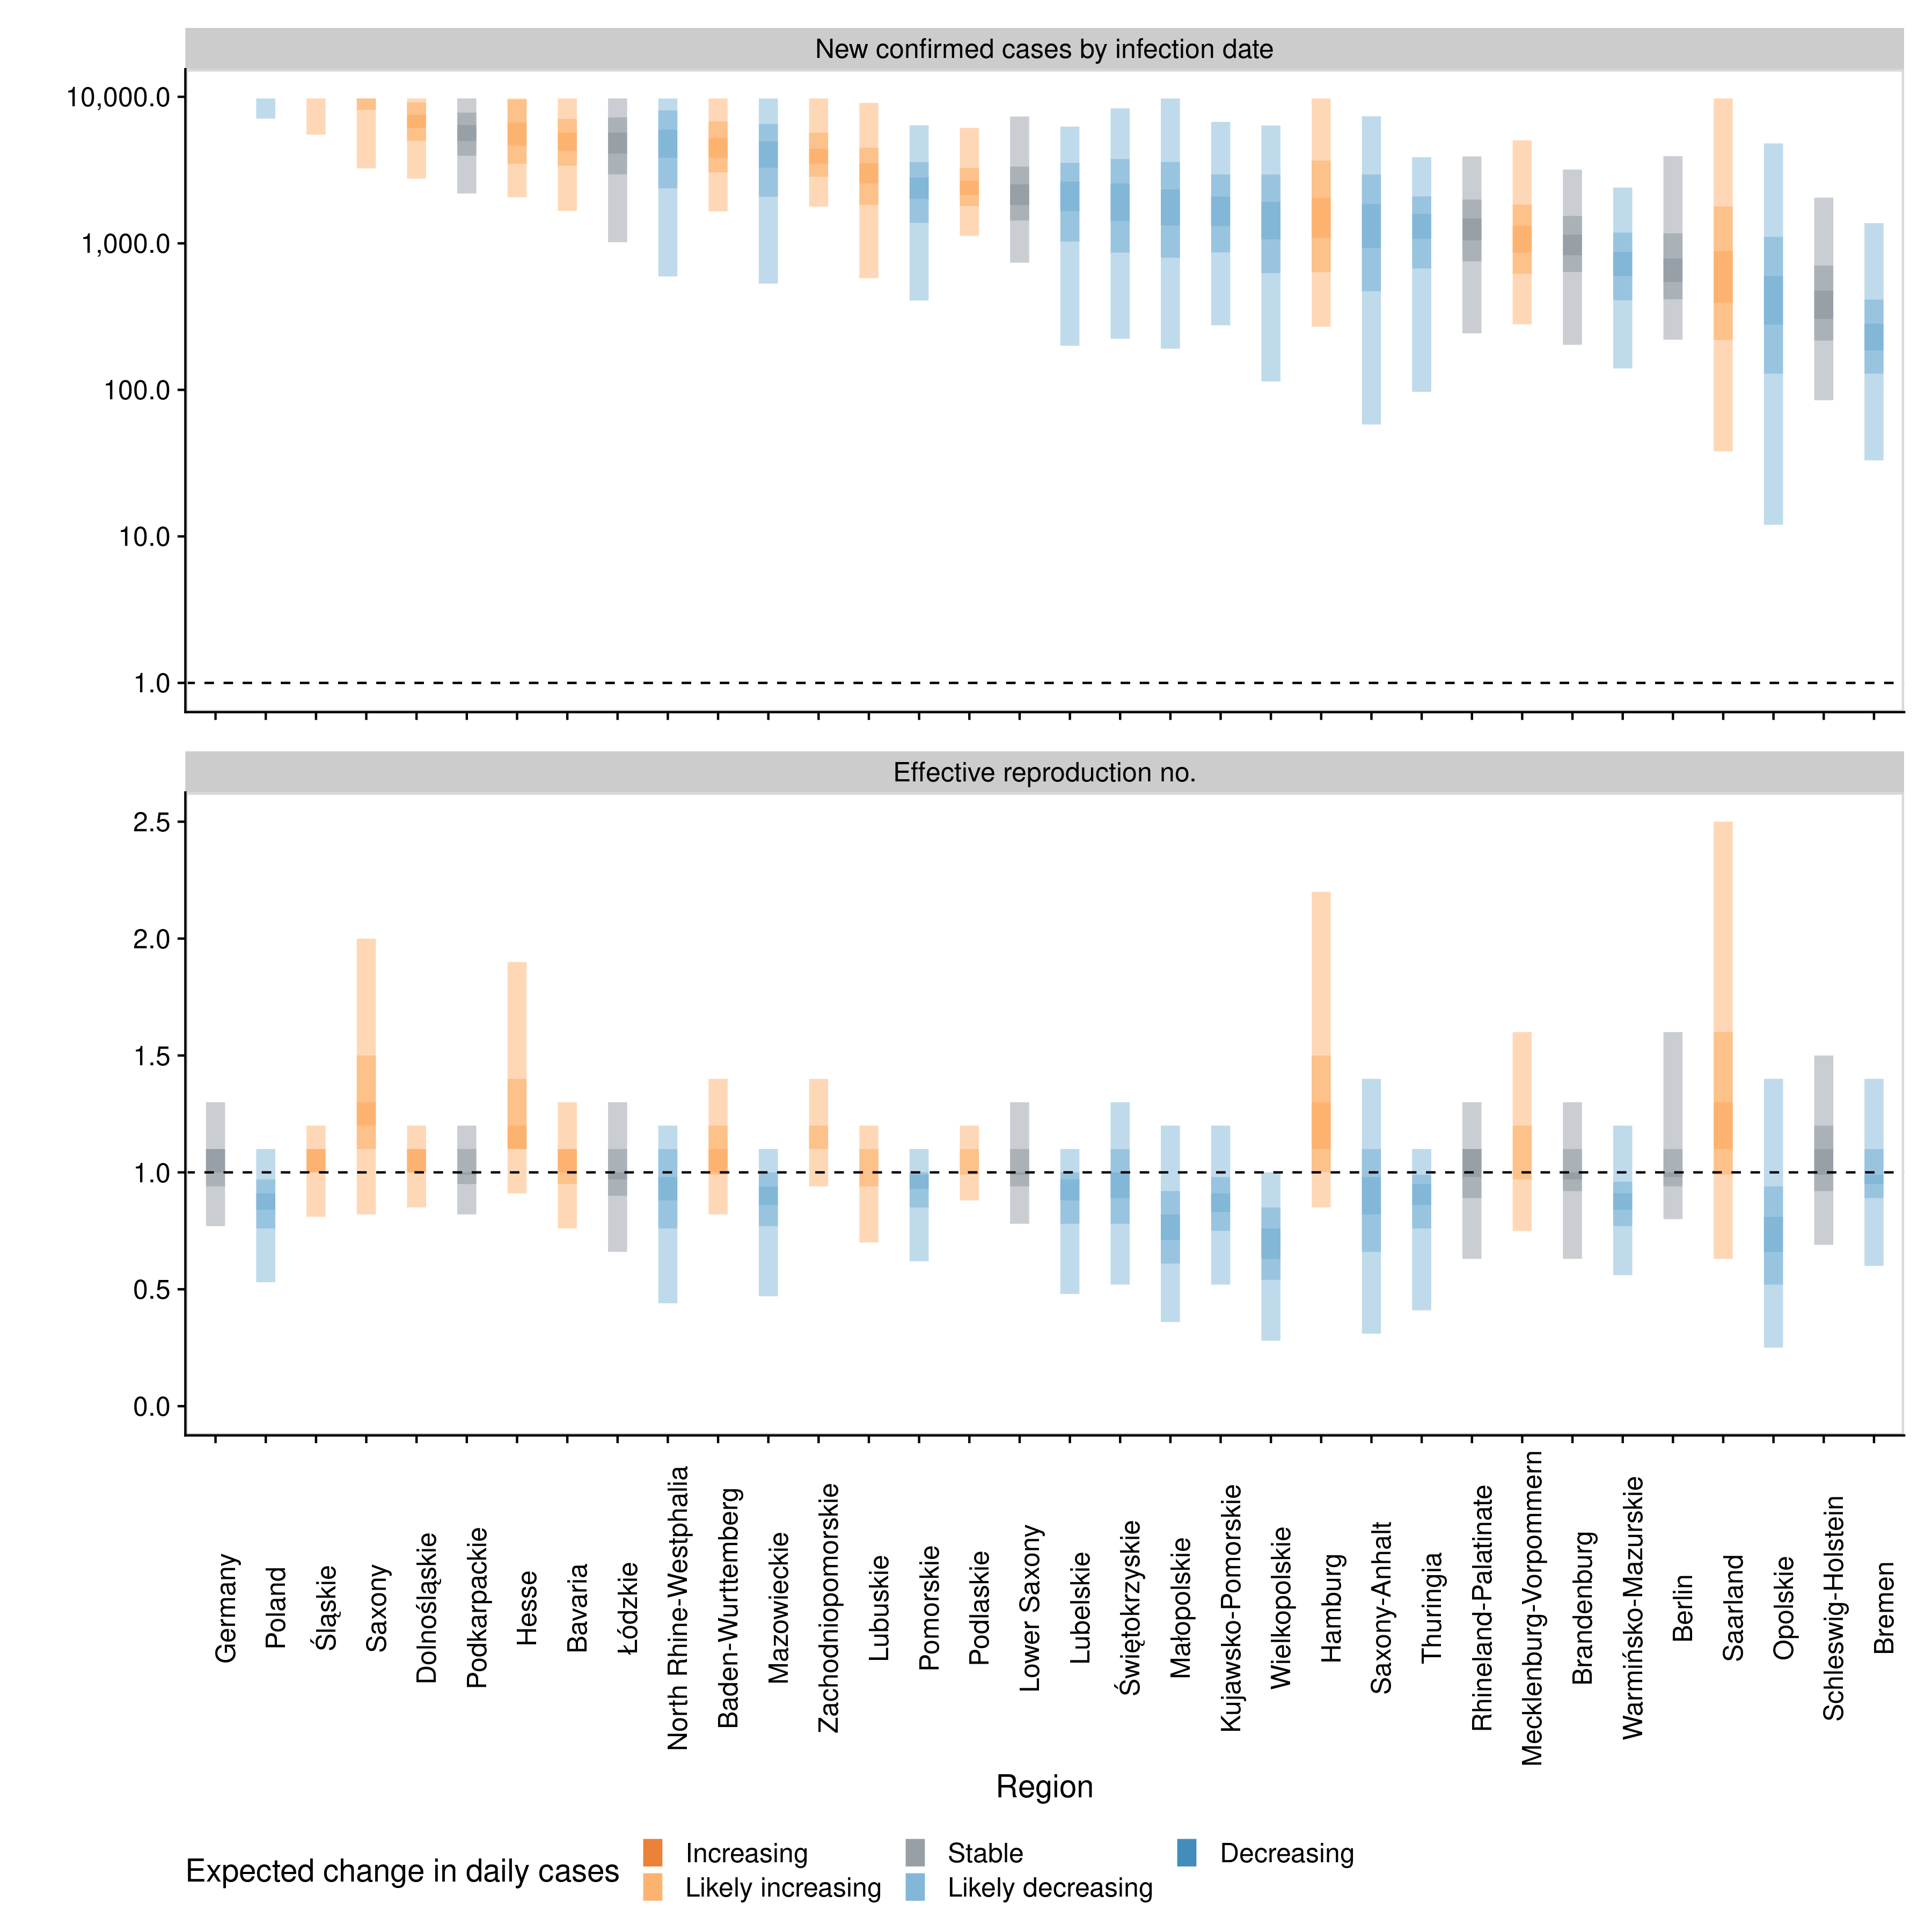 New confirmed cases by infection date
10,000.0
1,000.0
100.0
10.0
1.0
Effective reproduction no.
2.5
2.0
1.5
1.0
0.5
0.0
Germany
Poland
Śląskie
Saxony
Dolnośląskie
Podkarpackie
Hesse
Bavaria
Łódzkie
North Rhine-Westphalia
Baden-Wurttemberg
Mazowieckie
Zachodniopomorskie
Lubuskie
Pomorskie
Podlaskie
Lower Saxony
Lubelskie
Świętokrzyskie
Małopolskie
Kujawsko-Pomorskie
Wielkopolskie
Hamburg
Saxony-Anhalt
Thuringia
Rhineland-Palatinate
Mecklenburg-Vorpommern
Brandenburg
Warmińsko-Mazurskie
Berlin
Saarland
Opolskie
Schleswig-Holstein
Bremen
Region
Expected change in daily cases
Increasing
Likely increasing
Stable
Likely decreasing
Decreasing